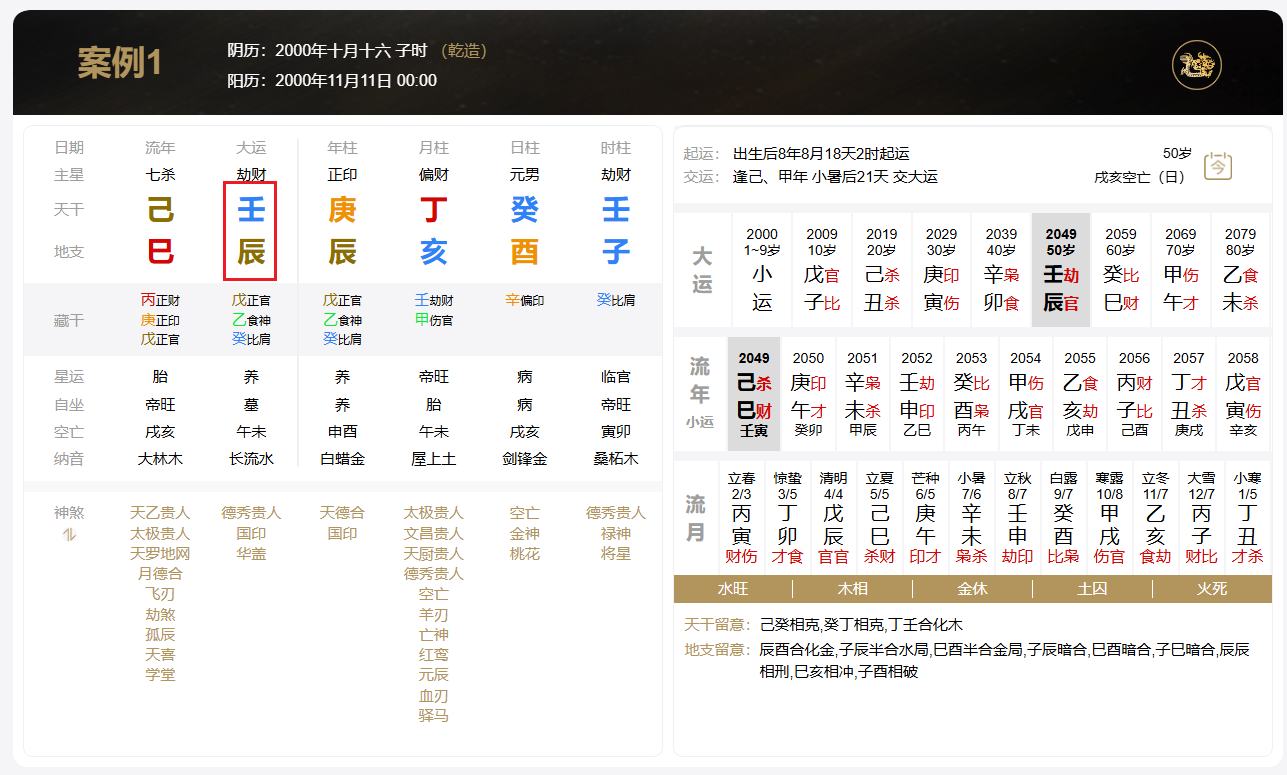 案例1
阴历：2000年十月十六 子时 （乾造）
阳历：2000年11月11日 00:00
日期 流年 大运 年柱 月柱 日柱 时柱
主星 七杀 劫财 正印 偏财 元男 劫财
天干 己 壬 庚 丁 癸 壬
地支 巳 辰 辰 亥 酉 子
藏干
丙正财 戊正官 戊正官 壬劫财 辛偏印 癸比肩
庚正印 乙食神 乙食神 甲伤官
戊正官 癸比肩 癸比肩
星运 胎 养 养 帝旺 病 临官
自坐 帝旺 墓 养 胎 病 帝旺
空亡 戌亥 午未 申酉 午未 戌亥 寅卯
纳音 大林木 长流水 白蜡金 屋上土 剑锋金 桑柘木
神煞 天乙贵人 德秀贵人 天德合 太极贵人 空亡 德秀贵人
太极贵人 国印 国印 文昌贵人 金神 禄神
天罗地网 华盖 天厨贵人 桃花 将星
月德合 德秀贵人
飞刃 空亡
劫煞 羊刃
孤辰 亡神
天喜 红鸾
学堂 元辰
血刃
驿马
起运： 出生后8年8月18天2时起运 50岁
交运： 逢己、甲年 小暑后21天 交大运 戌亥空亡（日）
今
大运
2000 2009 2019 2029 2039 2049 2059 2069 2079
1~9岁 10岁 20岁 30岁 40岁 50岁 60岁 70岁 80岁
小 戊官 己杀 庚印 辛枭 壬劫 癸比 甲伤 乙食
运 子比 丑杀 寅伤 卯食 辰官 巳财 午才 未杀
流年
小运
2049 2050 2051 2052 2053 2054 2055 2056 2057 2058
己杀 庚印 辛枭 壬劫 癸比 甲伤 乙食 丙财 丁才 戊官
巳财 午才 未杀 申印 酉枭 戌官 亥劫 子比 丑杀 寅伤
壬寅 癸卯 甲辰 乙巳 丙午 丁未 戊申 己酉 庚戌 辛亥
流月
立春 惊蛰 清明 立夏 芒种 小暑 立秋 白露 寒露 立冬 大雪 小寒
2/3 3/5 4/4 5/5 6/5 7/6 8/7 9/7 10/8 11/7 12/7 1/5
丙 丁 戊 己 庚 辛 壬 癸 甲 乙 丙 丁
寅 卯 辰 巳 午 未 申 酉 戌 亥 子 丑
财伤 才食 官官 杀财 印才 枭杀 劫印 比枭 伤官 食劫 财比 才杀
水旺 木相 金休 土囚 火死
天干留意： 己癸相克,癸丁相克,丁壬合化木
地支留意： 辰酉合化金,子辰半合水局,巳酉半合金局,子辰暗合,巳酉暗合,子巳暗合,辰辰
相刑,巳亥相冲,子酉相破